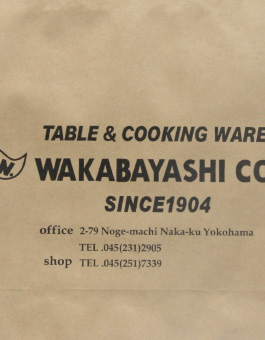 TABLE & COOKING WARE
W. WAKABAYASHI CO
SINCE1904
office 2-79 Noge-machi Naka-ku Yokohama
TEL .045(231)2905
shop TEL .045(251)7339